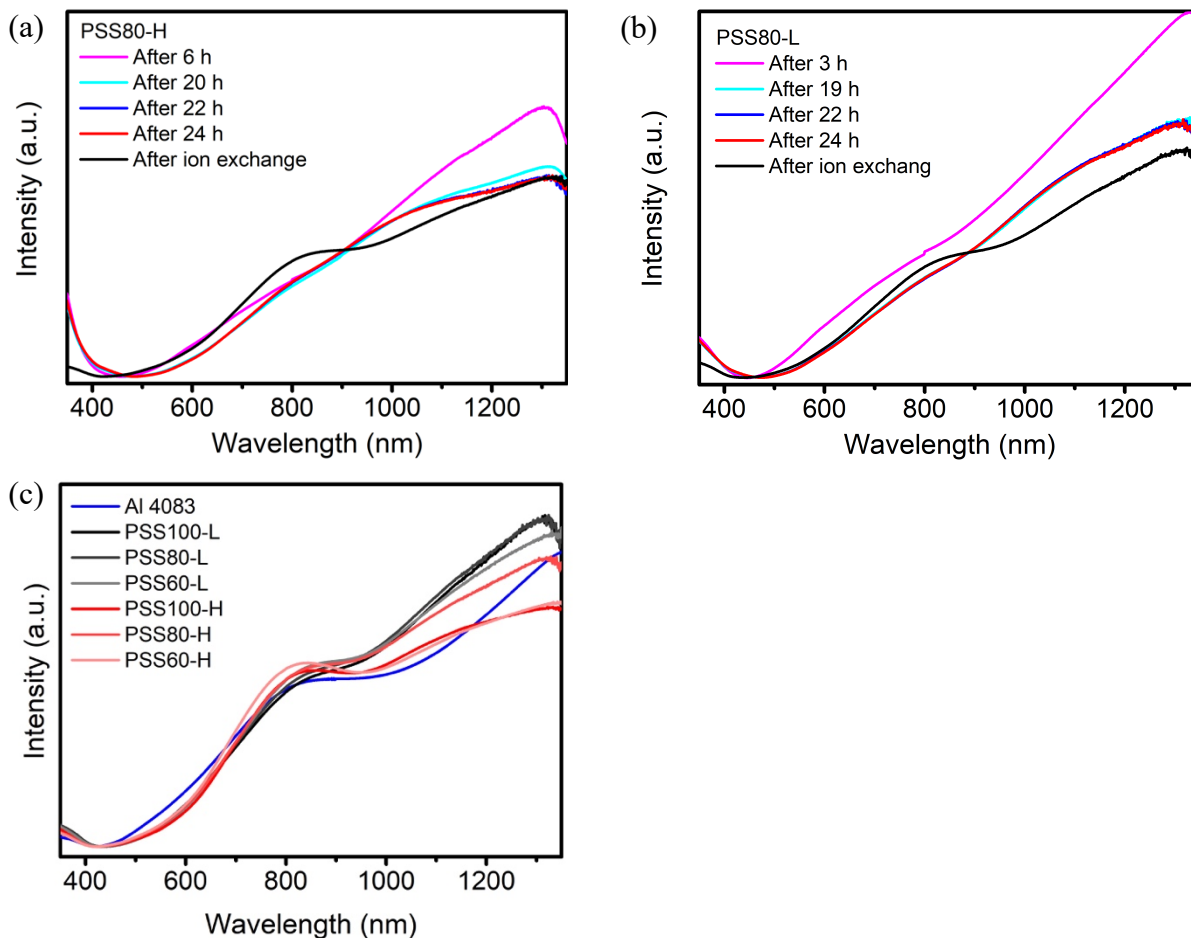 (a)
PSS80-H
After 6 h
After 20 h
After 22 h
After 24 h
After ion exchange
Intensity (a.u.)
400 600 800 1000 1200
Wavelength (nm)
(b)
PSS80-L
After 3 h
After 19 h
After 22 h
After 24 h
After ion exchang
Intensity (a.u.)
400 600 800 1000 1200
Wavelength (nm)
(c)
Al 4083
PSS100-L
PSS80-L
PSS60-L
PSS100-H
PSS80-H
PSS60-H
Intensity (a.u.)
400 600 800 1000 1200
Wavelength (nm)